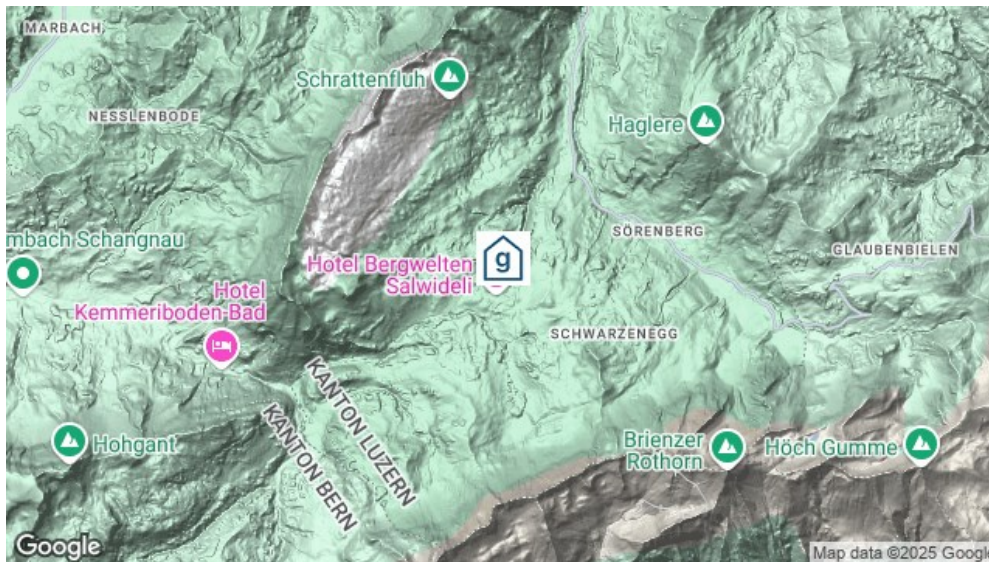 MARBACH
Schrattenfluh
NESSLENBODE
Haglere
SÖRENBERG
mbach Schangnau
GLAUBENBIELEN
g
Hotel Bergwelten
Salwideli
Hotel
Kemmeriboden-Bad
SCHWARZENEGG
KANTON LUZERN
KANTON BERN
Hohgant
Brienzer
Rothorn
Höch Gumme
Google
Map data ©2025 Google